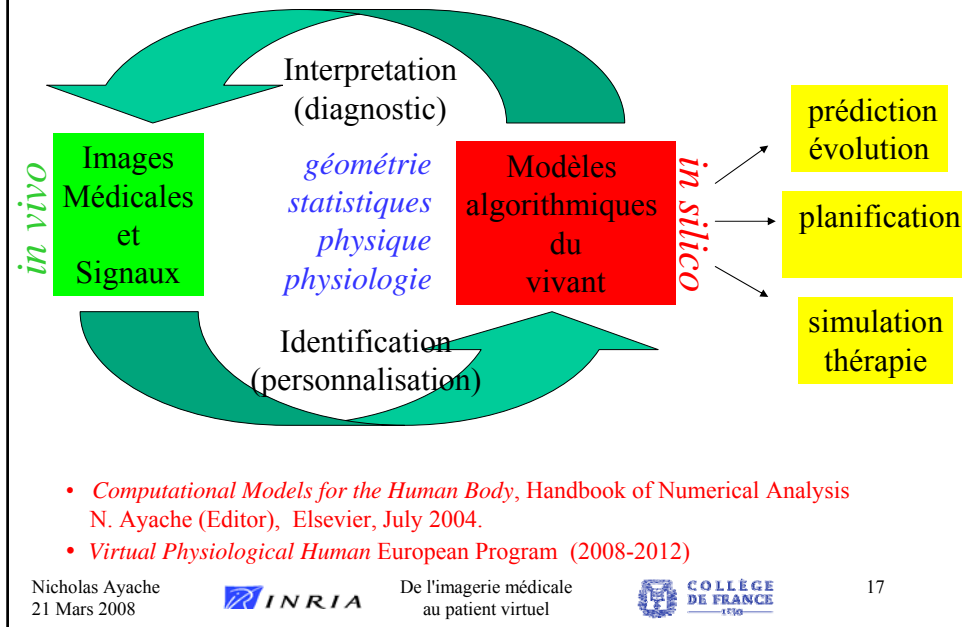 Interpretation
(diagnostic)
in vivo
Images
Médicales
et
Signaux
géométrie
statistiques
physique
physiologie
Modèles
algorithmiques
du
vivant
in silico
prédiction
évolution
planification
simulation
thérapie
Identification
(personnalisation)
• Computational Models for the Human Body, Handbook of Numerical Analysis
N. Ayache (Editor), Elsevier, July 2004.
• Virtual Physiological Human European Program (2008-2012)
Nicholas Ayache
21 Mars 2008
INRIA
De l'imagerie médicale
au patient virtuel
COLLÈGE
DE FRANCE
1530
17